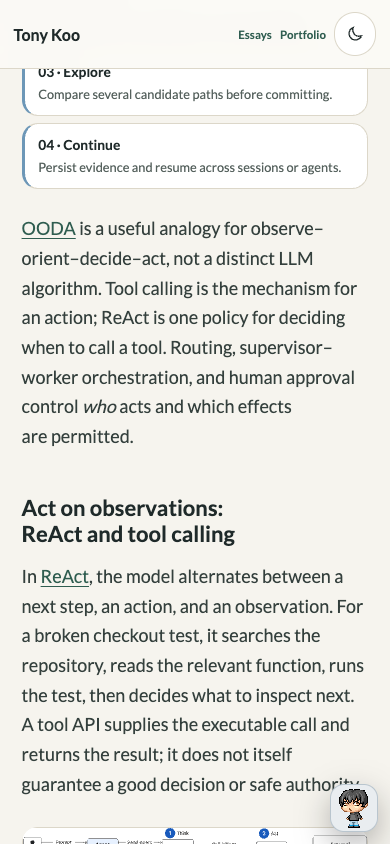 Tony Koo
Essays Portfolio
03 · Explore
Compare several candidate paths before committing.
04 · Continue
Persist evidence and resume across sessions or agents.
OODA is a useful analogy for observe–
orient–decide–act, not a distinct LLM
algorithm. Tool calling is the mechanism for
an action; ReAct is one policy for deciding
when to call a tool. Routing, supervisor–
worker orchestration, and human approval
control who acts and which effects
are permitted.
Act on observations:
ReAct and tool calling
In ReAct, the model alternates between a
next step, an action, and an observation. For
a broken checkout test, it searches the
repository, reads the relevant function, runs
the test, then decides what to inspect next.
A tool API supplies the executable call and
returns the result; it does not itself
guarantee a good decision or safe authority.
1 Think 2 Act
Prompt